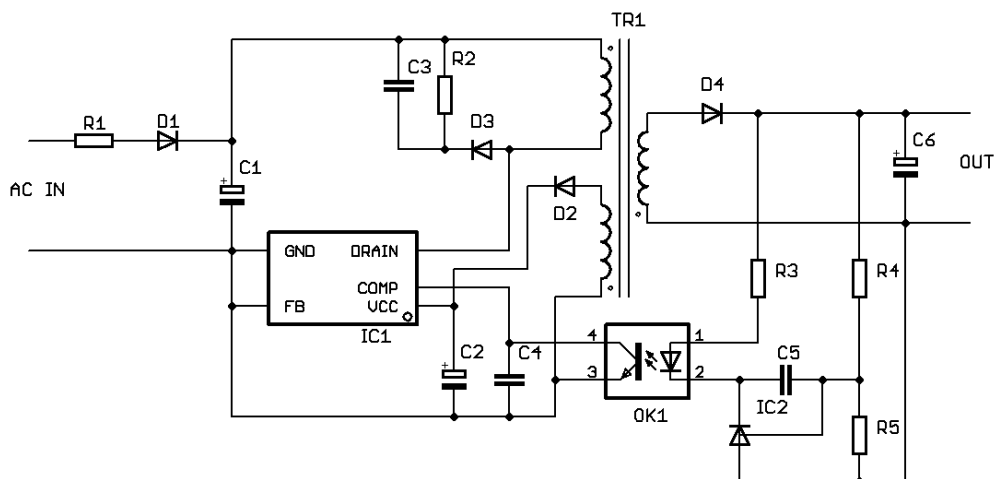 TR1
C3
R2
D4
R1
D1
D3
C1
C6
AC IN
OUT
D2
GND
DRAIN
COMP
FB
VCC
R3
R4
IC1
C2
C4
4
1
C5
3
2
IC2
OK1
R5